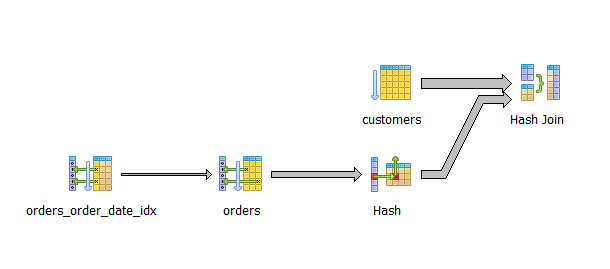 customers
Hash Join
orders_order_date_idx
orders
Hash